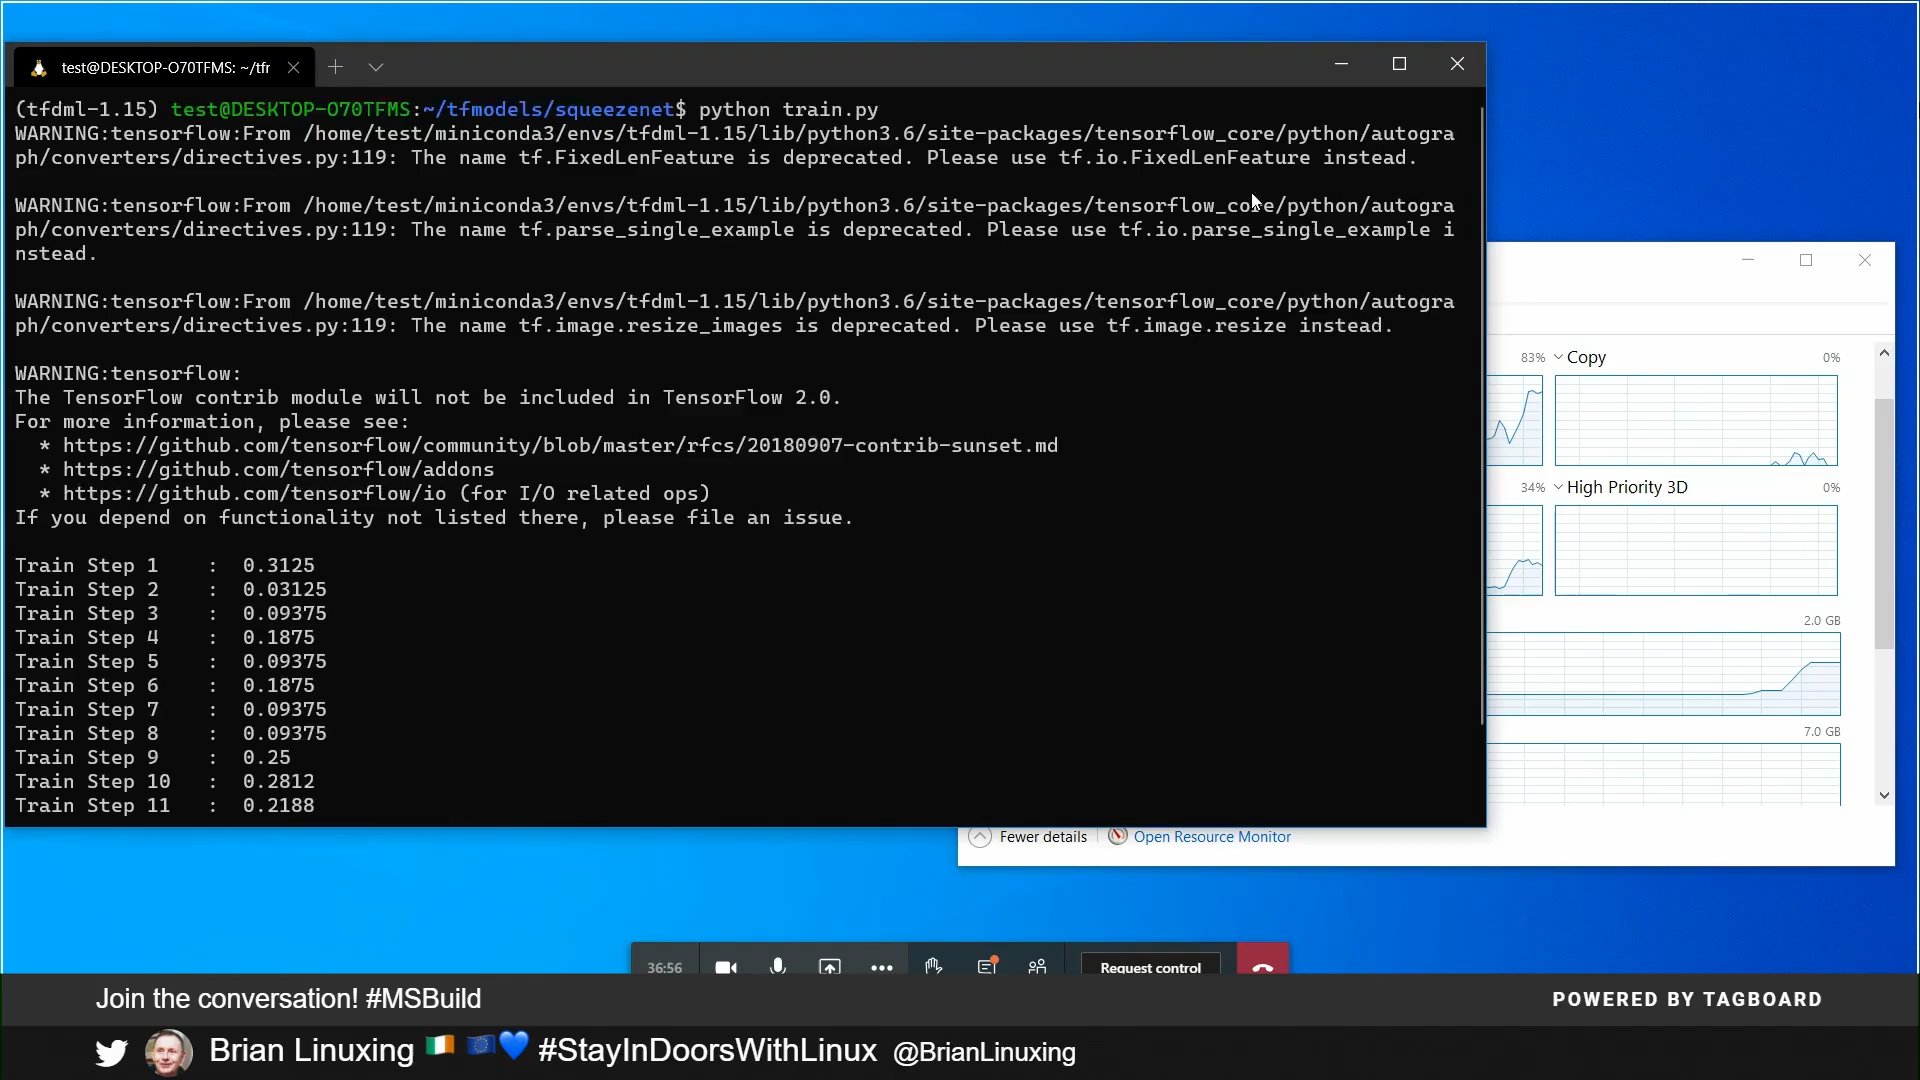 test@DESKTOP-O70TFMS: ~/tfr
(tfdml-1.15) test@DESKTOP-O70TFMS:~/tfmodels/squeezenet$ python train.py
WARNING:tensorflow:From /home/test/miniconda3/envs/tfdml-1.15/lib/python3.6/site-packages/tensorflow_core/python/autogra
ph/converters/directives.py:119: The name tf.FixedLenFeature is deprecated. Please use tf.io.FixedLenFeature instead.
WARNING:tensorflow:From /home/test/miniconda3/envs/tfdml-1.15/lib/python3.6/site-packages/tensorflow_core/python/autogra
ph/converters/directives.py:119: The name tf.parse_single_example is deprecated. Please use tf.io.parse_single_example i
nstead.
WARNING:tensorflow:From /home/test/miniconda3/envs/tfdml-1.15/lib/python3.6/site-packages/tensorflow_core/python/autogra
ph/converters/directives.py:119: The name tf.image.resize_images is deprecated. Please use tf.image.resize instead.
WARNING:tensorflow:
The TensorFlow contrib module will not be included in TensorFlow 2.0.
For more information, please see:
* https://github.com/tensorflow/community/blob/master/rfcs/20180907-contrib-sunset.md
* https://github.com/tensorflow/addons
* https://github.com/tensorflow/io (for I/O related ops)
If you depend on functionality not listed there, please file an issue.
Train Step 1 : 0.3125
Train Step 2 : 0.03125
Train Step 3 : 0.09375
Train Step 4 : 0.1875
Train Step 5 : 0.09375
Train Step 6 : 0.1875
Train Step 7 : 0.09375
Train Step 8 : 0.09375
Train Step 9 : 0.25
Train Step 10 : 0.2812
Train Step 11 : 0.2188
83% Copy 0%
34% High Priority 3D 0%
2.0 GB
7.0 GB
Fewer details Open Resource Monitor
36:56 Request control
Join the conversation! #MSBuild
POWERED BY TAGBOARD
Brian Linuxing 🇮🇪 🇪🇺💙 #StayInDoorsWithLinux @BrianLinuxing